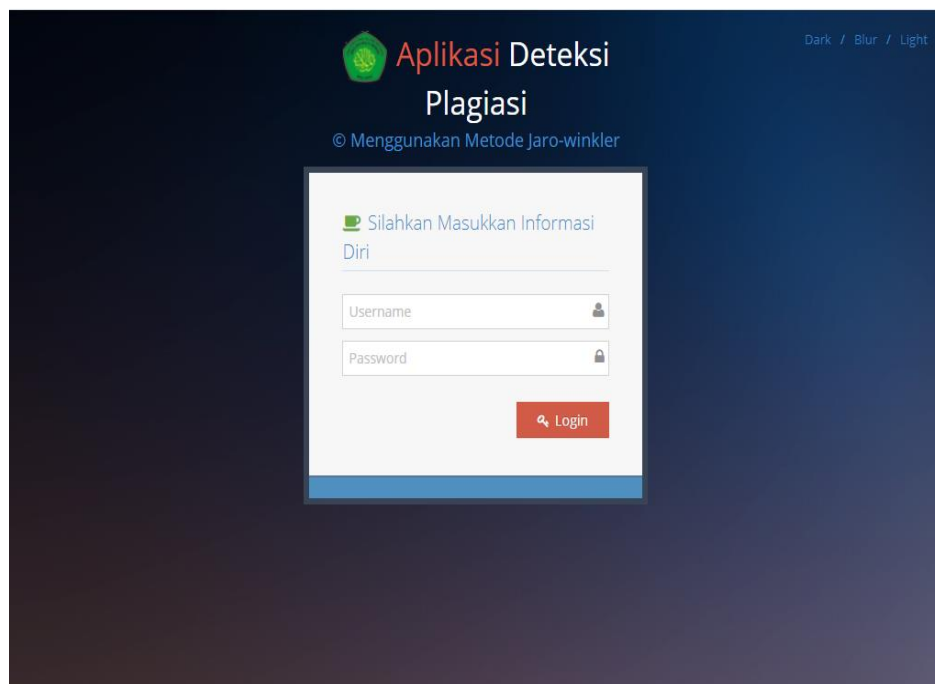 Dark / Blur / Light
Aplikasi Deteksi
Plagiasi
© Menggunakan Metode Jaro-winkler
Silahkan Masukkan Informasi
Diri
Username
Password
Login